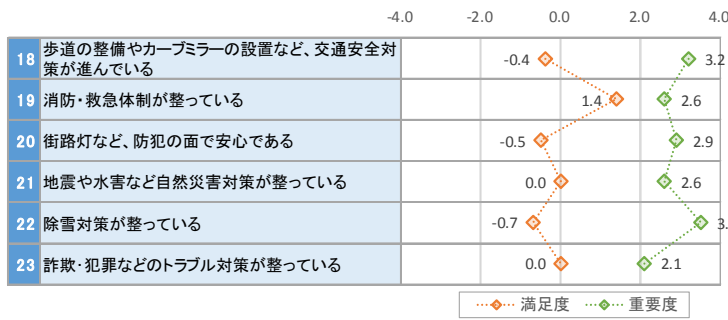 -4.0 -2.0 0.0 2.0 4.0
18 歩道の整備やカーブミラーの設置など、交通安全対
策が進んでいる
-0.4 3.2
19 消防・救急体制が整っている 1.4 2.6
20 街路灯など、防犯の面で安心である -0.5 2.9
21 地震や水害など自然災害対策が整っている 0.0 2.6
22 除雪対策が整っている -0.7 3.
23 詐欺・犯罪などのトラブル対策が整っている 0.0 2.1
満足度 重要度